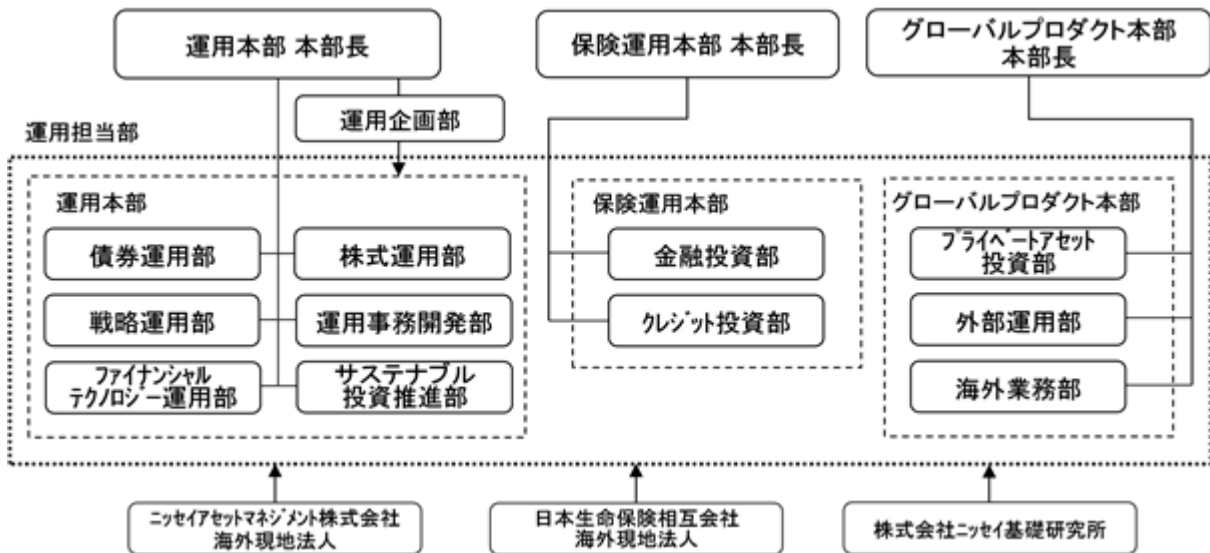 運用本部 本部長
保険運用本部 本部長
グローバルプロダクト本部
本部長
運用企画部
運用担当部
運用本部
債券運用部
株式運用部
戦略運用部
運用事務開発部
ファイナンシャル
テクノロジー運用部
サステナブル
投資推進部
保険運用本部
金融投資部
クレジット投資部
グローバルプロダクト本部
プライベートアセット
投資部
外部運用部
海外業務部
ニッセイアセットマネジメント株式会社
海外現地法人
日本生命保険相互会社
海外現地法人
株式会社ニッセイ基礎研究所